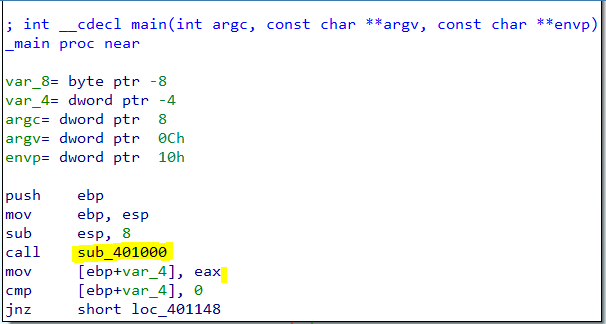 ; int __cdecl main(int argc, const char **argv, const char **envp)
_main proc near
var_8= byte ptr -8
var_4= dword ptr -4
argc= dword ptr  8
argv= dword ptr  0Ch
envp= dword ptr  10h
push    ebp
mov     ebp, esp
sub     esp, 8
call    sub_401000
mov     [ebp+var_4], eax
cmp     [ebp+var_4], 0
jnz     short loc_401148